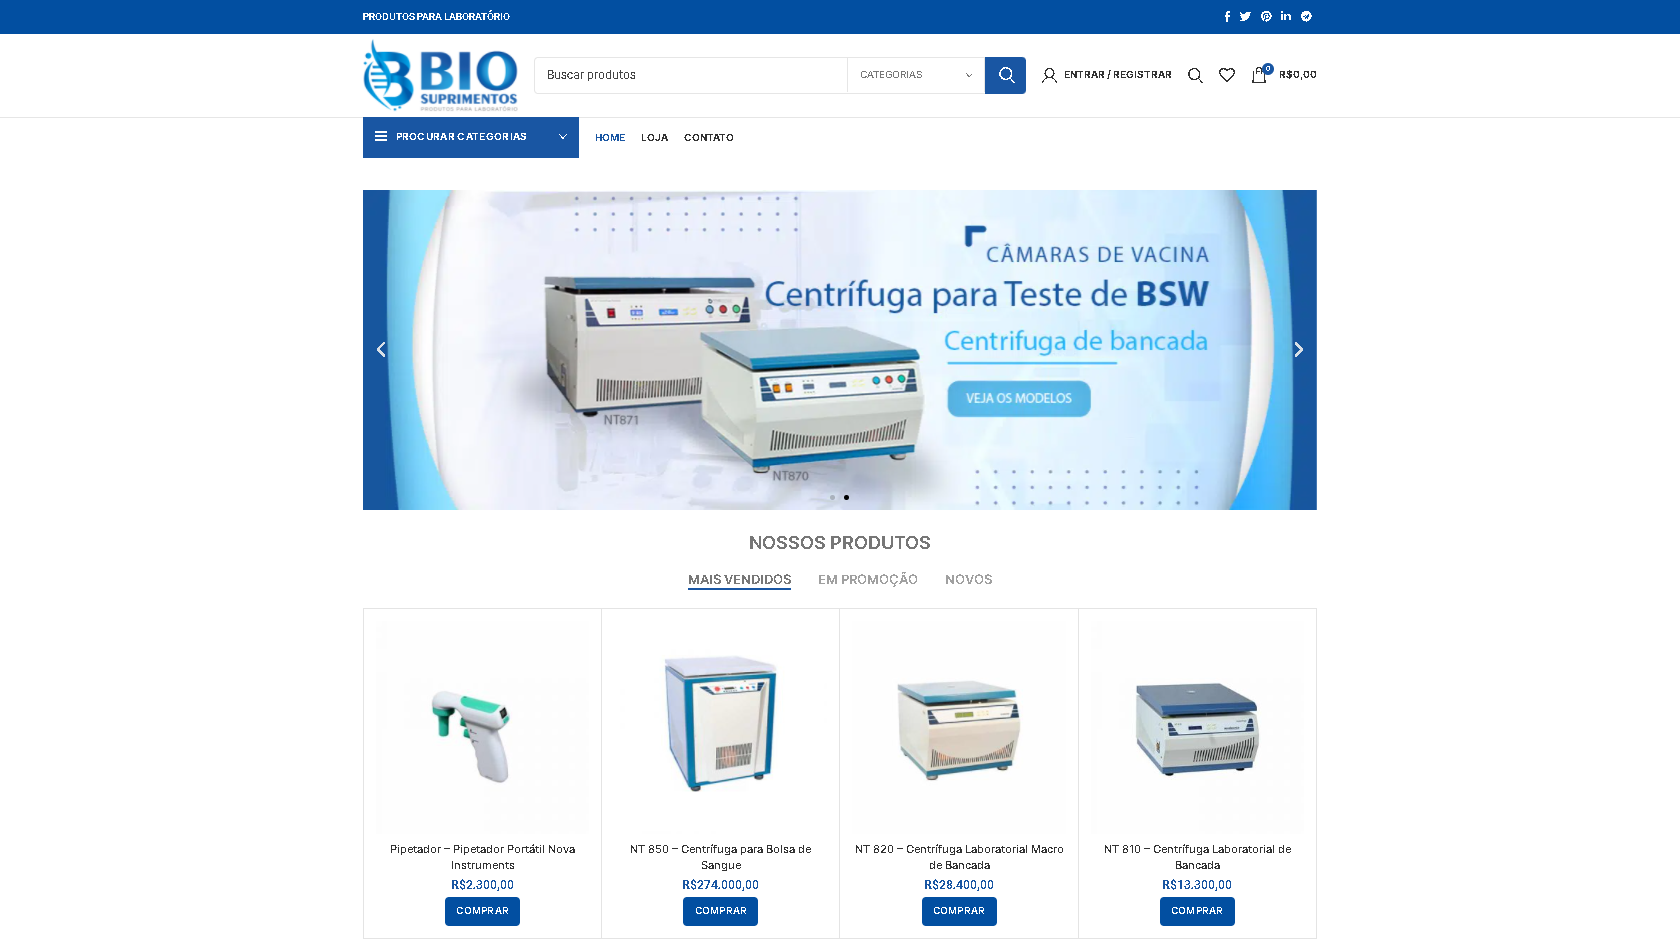 PRODUTOS PARA LABORATÓRIO
BBIO
SUPRIMENTOS
PRODUTOS PARA LABORATÓRIO
Buscar produtos
CATEGORIAS
ENTRAR / REGISTRAR
0
R$0,00
PROCURAR CATEGORIAS
HOME
LOJA
CONTATO
CÂMARAS DE VACINA
Centrífuga para Teste de BSW
Centrifuga de bancada
VEJA OS MODELOS
NT871
NT870
NOSSOS PRODUTOS
MAIS VENDIDOS
EM PROMOÇÃO
NOVOS
Pipetador – Pipetador Portátil Nova
Instruments
R$2.300,00
COMPRAR
NT 850 – Centrífuga para Bolsa de
Sangue
R$274.000,00
COMPRAR
NT 820 – Centrífuga Laboratorial Macro
de Bancada
R$28.400,00
COMPRAR
NT 810 – Centrífuga Laboratorial de
Bancada
R$13.300,00
COMPRAR